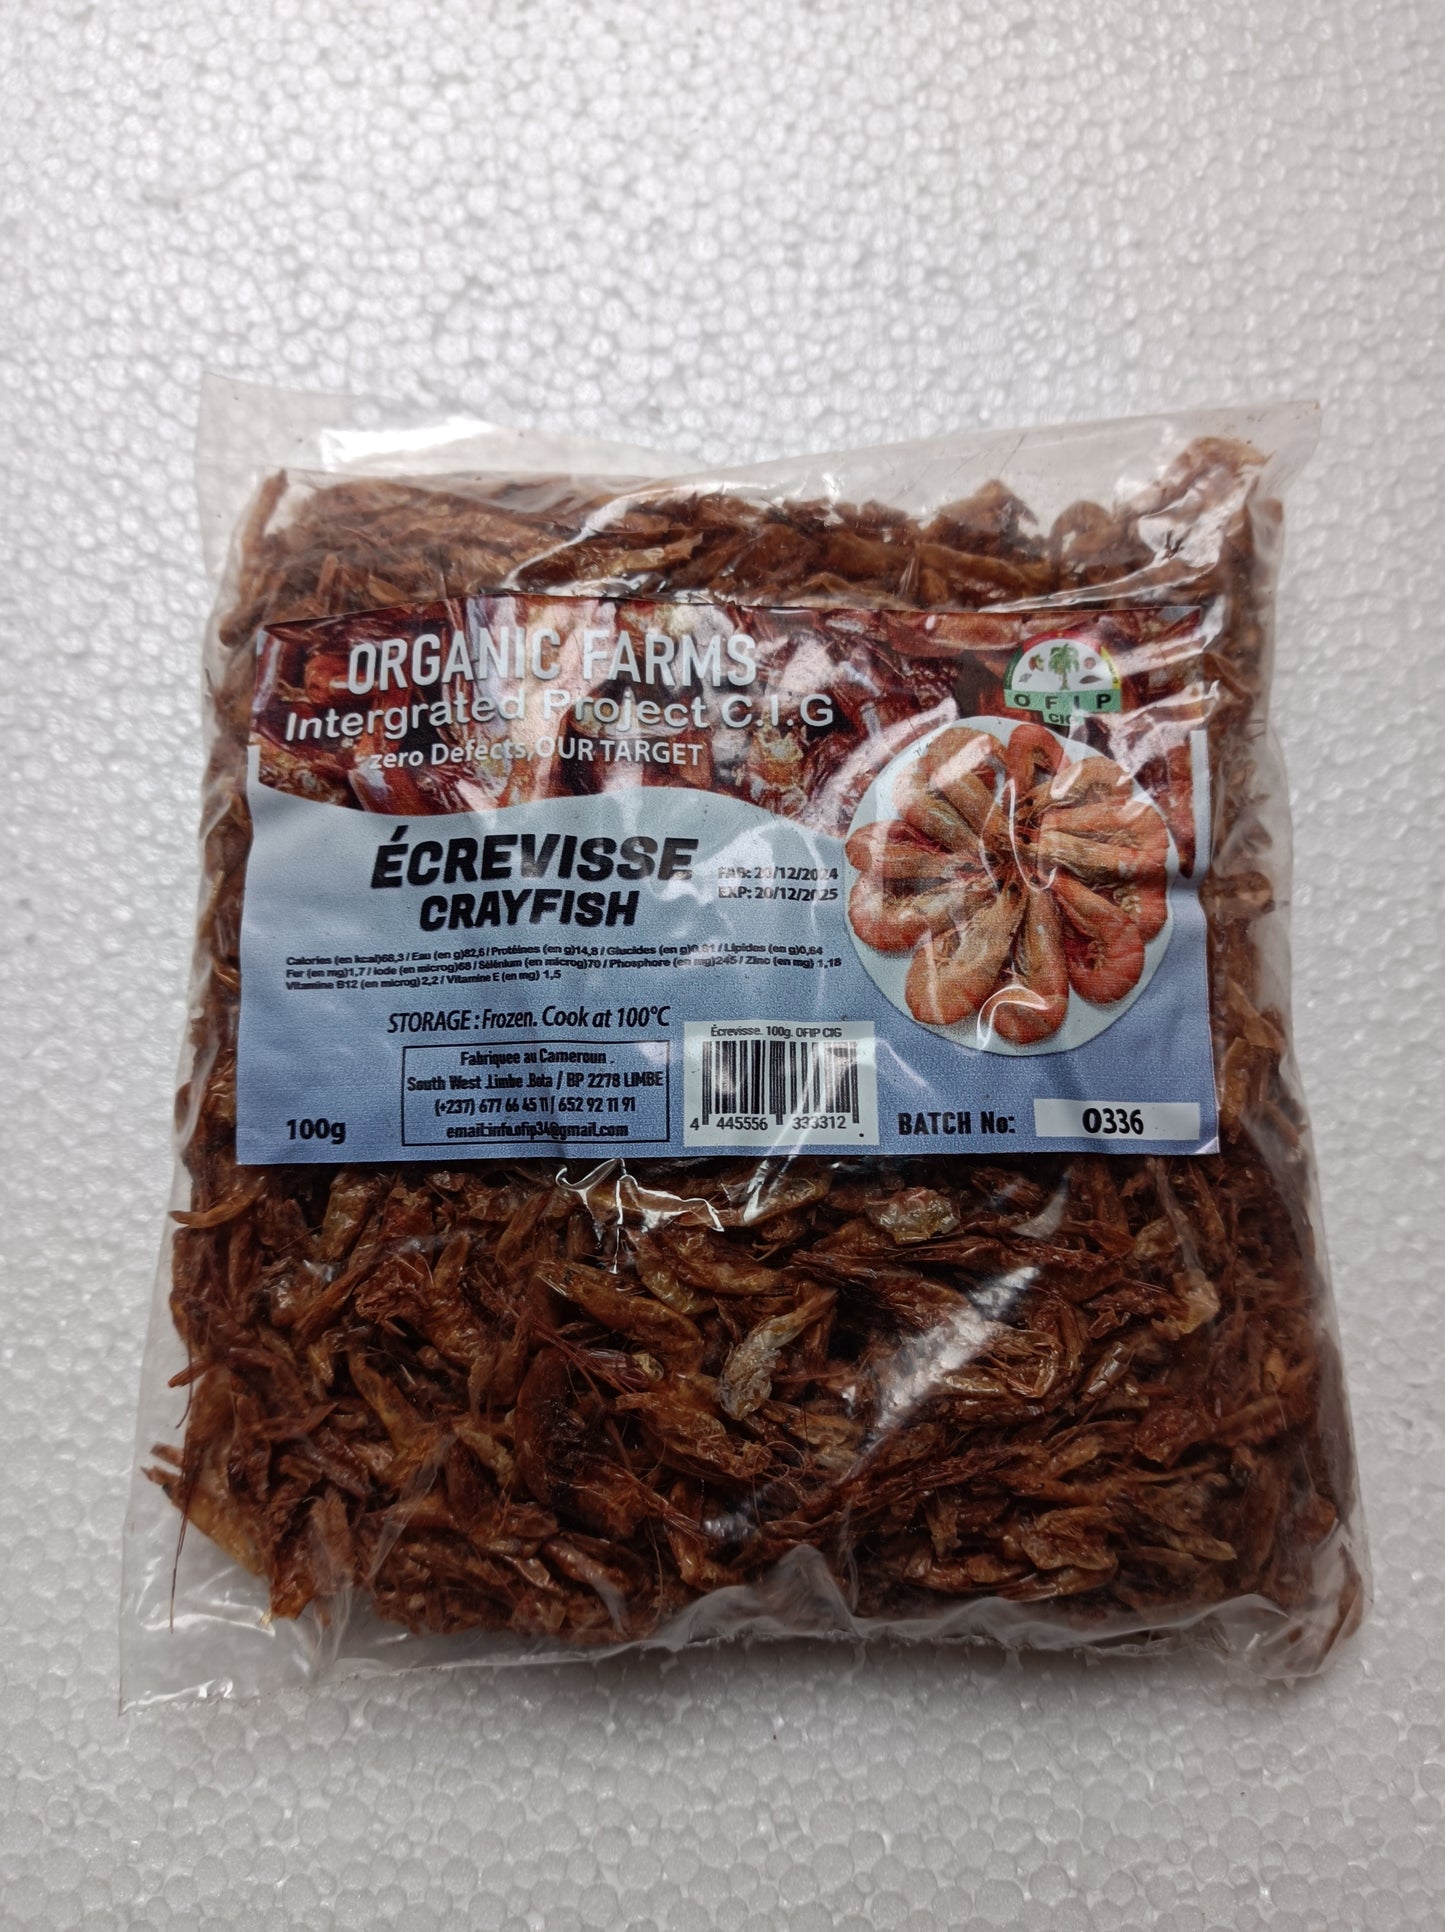 ORGANIC FARMS
Intergrated Project C.I.G
zero Defects,OUR TARGET
OFIP
CIG
ÉCREVISSE
CRAYFISH
FAB: 20/12/2024
EXP: 20/12/2025
Calories (en kcal)68,3 / Eau (en g)82,6 / Protéines (en g)14,8 / Glucides (en g)0,61 / Lipides (en g)0,64
Fer (en mg)1,7 / Iode (en microg)68 / Sélénium (en microg)70 / Phosphore (en mg)245 / Zinc (en mg) 1,18
Vitamine B12 (en microg) 2,2 / Vitamine E (en mg) 1,5
STORAGE : Frozen. Cook at 100°C
Fabriquee au Cameroun .
South West .Limbe .Bota / BP 2278 LIMBE
(+237) 677 66 45 11 / 652 92 11 91
email:info.ofip34@gmail.com
100g
Écrevisse. 100g. OFIP CIG
4 445556 333312
BATCH No: 0336